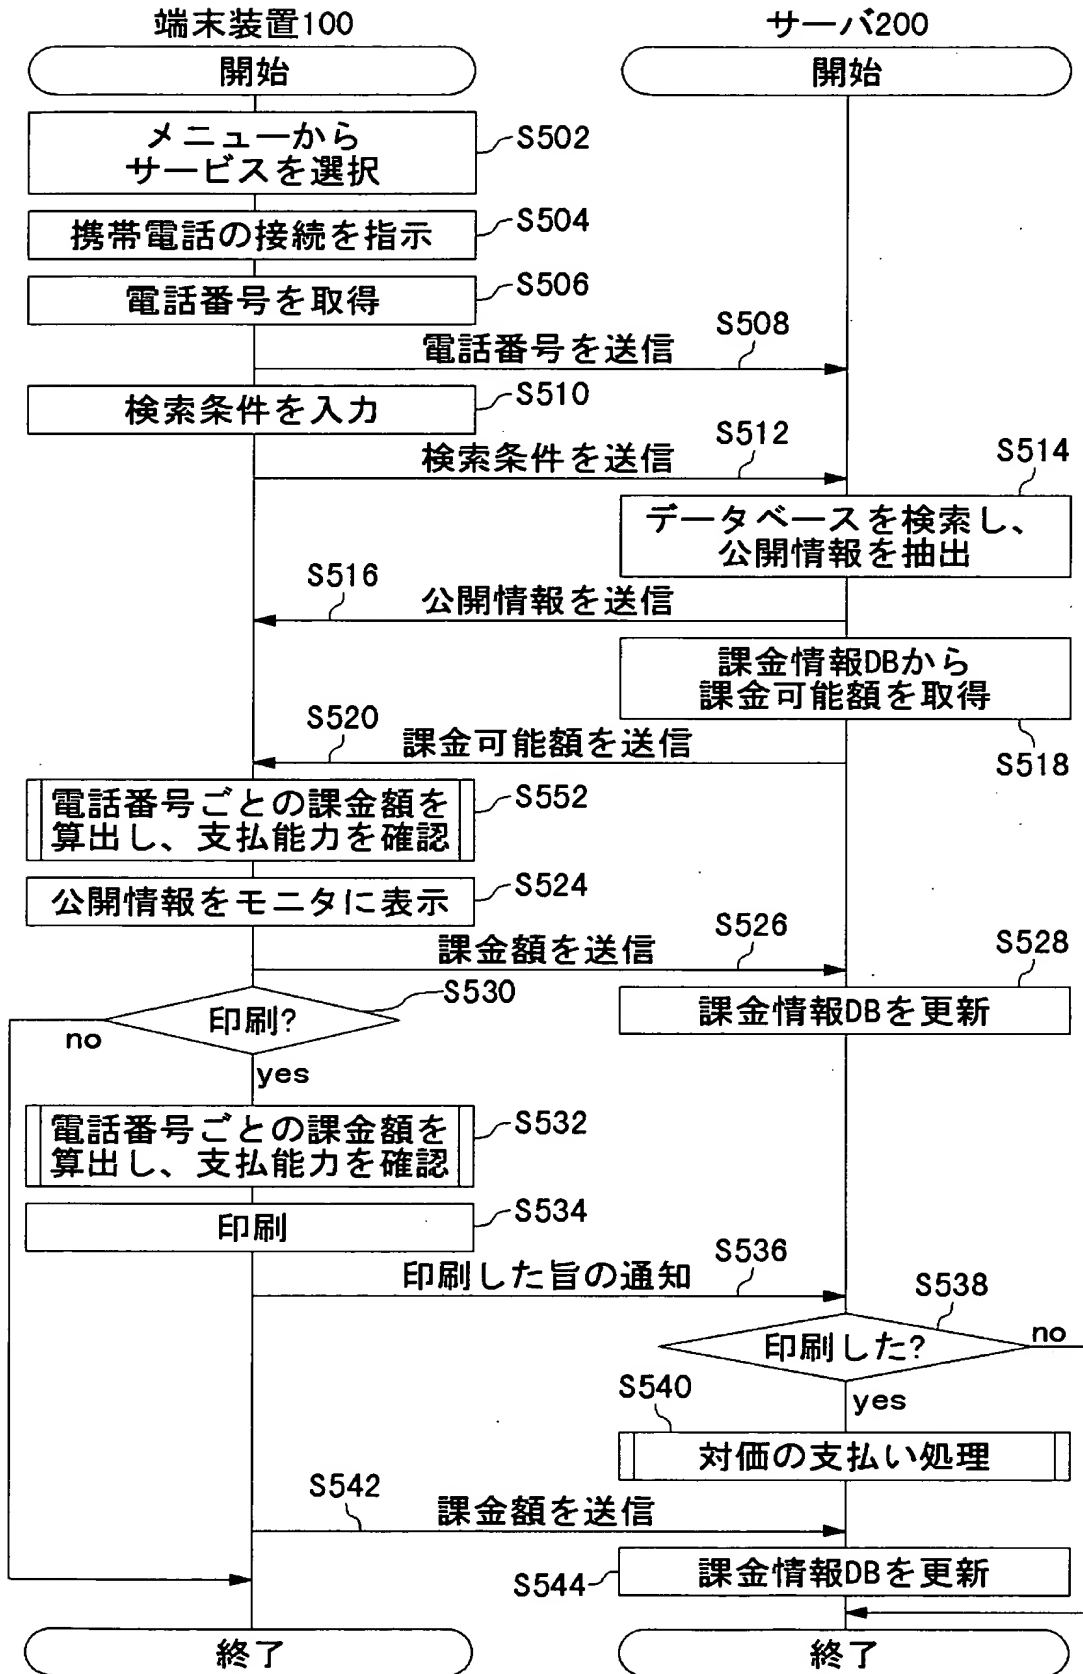 端末装置100
サーバ200
開始
開始
メニューから
サービスを選択
S502
携帯電話の接続を指示
S504
電話番号を取得
S506
電話番号を送信
S508
検索条件を入力
S510
検索条件を送信
S512
S514
データベースを検索し、
公開情報を抽出
S516
公開情報を送信
課金情報DBから
課金可能額を取得
S518
S520
課金可能額を送信
電話番号ごとの課金額を
算出し、支払能力を確認
S552
公開情報をモニタに表示
S524
課金額を送信
S526
S528
課金情報DBを更新
印刷?
S530
no
yes
電話番号ごとの課金額を
算出し、支払能力を確認
S532
印刷
S534
印刷した旨の通知
S536
S538
印刷した?
no
yes
S540
対価の支払い処理
S542
課金額を送信
課金情報DBを更新
S544
終了
終了